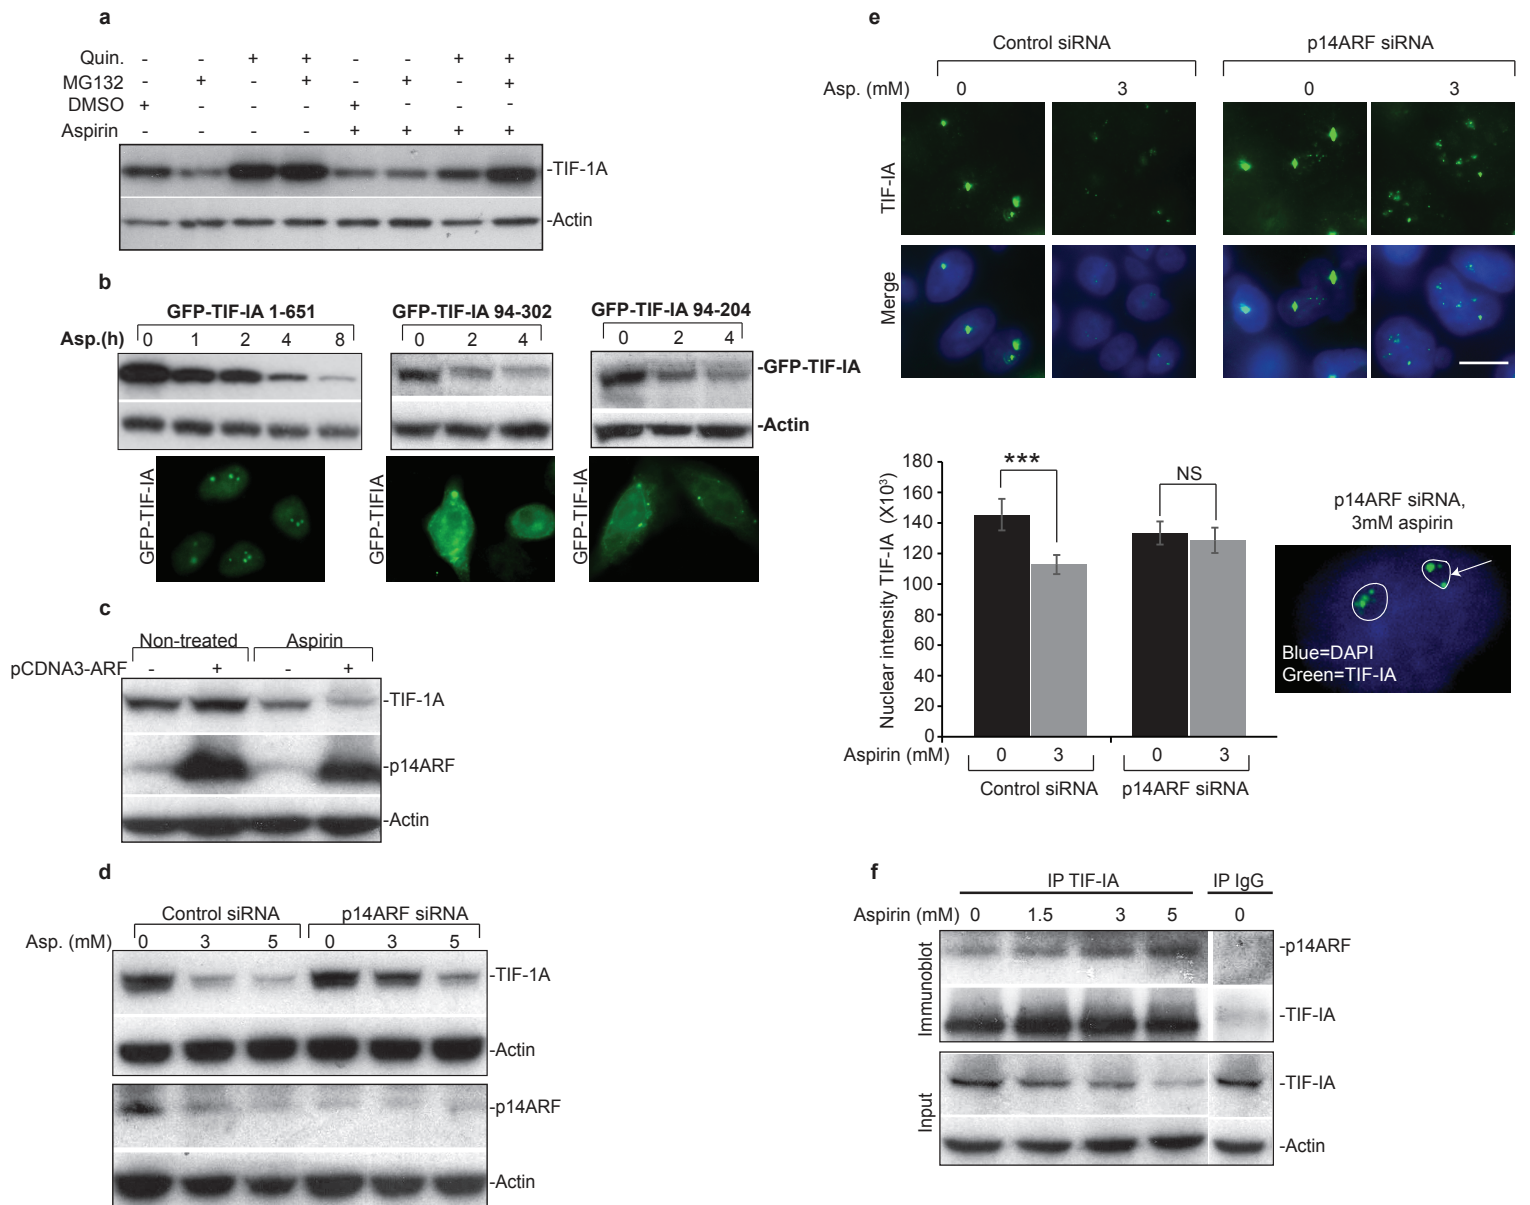 a
Quin. - - + + - - + +
MG132 - + - + - + - +
DMSO + - - - + - - -
Aspirin - - - - + + + +
-TIF-1A
-Actin
b
GFP-TIF-IA 1-651 GFP-TIF-IA 94-302 GFP-TIF-IA 94-204
Asp.(h) 0 1 2 4 8 0 2 4 0 2 4
-GFP-TIF-IA
-Actin
GFP-TIF-IA GFP-TIFIA GFP-TIF-IA
c
Non-treated Aspirin
pCDNA3-ARF - + - +
-TIF-1A
-p14ARF
-Actin
d
Control siRNA p14ARF siRNA
Asp. (mM) 0 3 5 0 3 5
-TIF-1A
-Actin
-p14ARF
-Actin
e
Control siRNA p14ARF siRNA
Asp. (mM) 0 3 0 3
TIF-IA
Merge
Nuclear intensity TIF-IA (X10³)
180
160
140
120
100
80
60
40
20
0
*** NS
Aspirin (mM) 0 3 0 3
Control siRNA p14ARF siRNA
p14ARF siRNA,
3mM aspirin
Blue=DAPI
Green=TIF-IA
f
IP TIF-IA IP IgG
Aspirin (mM) 0 1.5 3 5 0
Immunoblot
-p14ARF
-TIF-IA
Input
-TIF-IA
-Actin